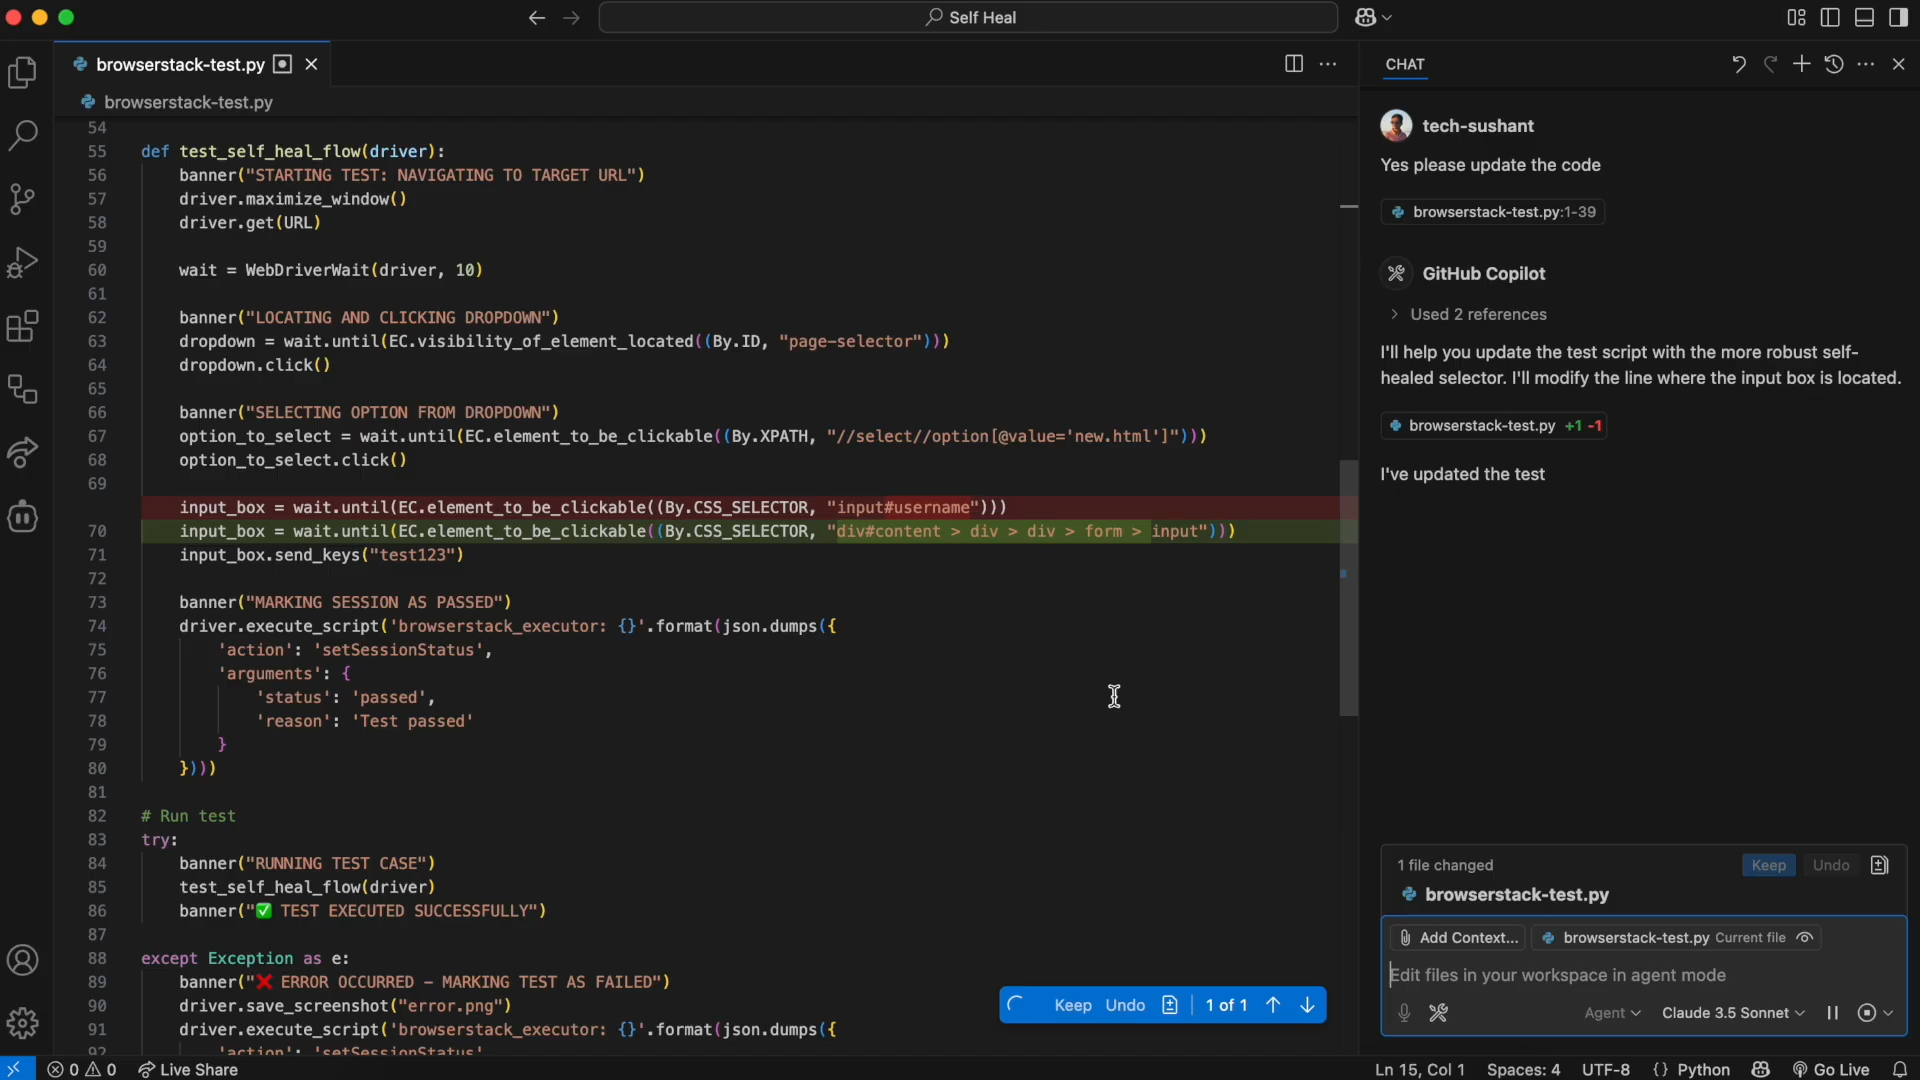 Self Heal
browserstack-test.py
browserstack-test.py
54
55 def test_self_heal_flow(driver):
56 banner("STARTING TEST: NAVIGATING TO TARGET URL")
57 driver.maximize_window()
58 driver.get(URL)
59
60 wait = WebDriverWait(driver, 10)
61
62 banner("LOCATING AND CLICKING DROPDOWN")
63 dropdown = wait.until(EC.visibility_of_element_located((By.ID, "page-selector")))
64 dropdown.click()
65
66 banner("SELECTING OPTION FROM DROPDOWN")
67 option_to_select = wait.until(EC.element_to_be_clickable((By.XPATH, "//select//option[@value='new.html']")))
68 option_to_select.click()
69
input_box = wait.until(EC.element_to_be_clickable((By.CSS_SELECTOR, "input#username")))
70 input_box = wait.until(EC.element_to_be_clickable((By.CSS_SELECTOR, "div#content > div > div > form > input")))
71 input_box.send_keys("test123")
72
73 banner("MARKING SESSION AS PASSED")
74 driver.execute_script('browserstack_executor: {}'.format(json.dumps({
75 'action': 'setSessionStatus',
76 'arguments': {
77 'status': 'passed',
78 'reason': 'Test passed'
79 }
80 })))
81
82 # Run test
83 try:
84 banner("RUNNING TEST CASE")
85 test_self_heal_flow(driver)
86 banner("✅ TEST EXECUTED SUCCESSFULLY")
87
88 except Exception as e:
89 banner("❌ ERROR OCCURRED – MARKING TEST AS FAILED")
90 driver.save_screenshot("error.png")
91 driver.execute_script('browserstack_executor: {}'.format(json.dumps({
92 'action': 'setSessionStatus'
Keep Undo 1 of 1
CHAT
tech-sushant
Yes please update the code
browserstack-test.py:1-39
GitHub Copilot
Used 2 references
I'll help you update the test script with the more robust self-
healed selector. I'll modify the line where the input box is located.
browserstack-test.py +1 -1
I've updated the test
1 file changed Keep Undo
browserstack-test.py
Add Context... browserstack-test.py Current file
Edit files in your workspace in agent mode
Agent Claude 3.5 Sonnet
0 0 Live Share
Ln 15, Col 1 Spaces: 4 UTF-8 {} Python Go Live